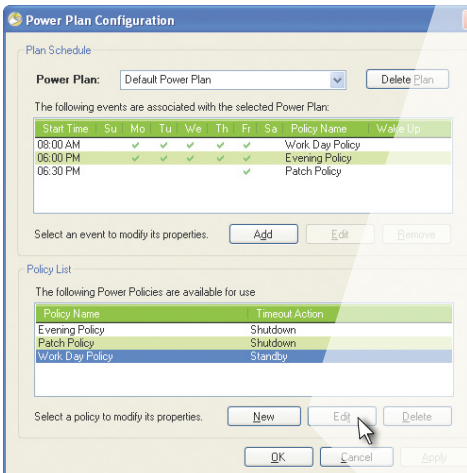 Power Plan Configuration
Plan Schedule
Power Plan: Default Power Plan Delete Plan
The following events are associated with the selected Power Plan:
Start Time Su Mo Tu We Th Fr Sa Policy Name Wake Up
08:00 AM ✓ ✓ ✓ ✓ ✓ Work Day Policy
06:00 PM ✓ ✓ ✓ ✓ ✓ Evening Policy
06:30 PM ✓ Patch Policy
Select an event to modify its properties. Add Edit Remove
Policy List
The following Power Policies are available for use
Policy Name Timeout Action
Evening Policy Shutdown
Patch Policy Shutdown
Work Day Policy Standby
Select a policy to modify its properties. New Edit Delete
OK Cancel Apply